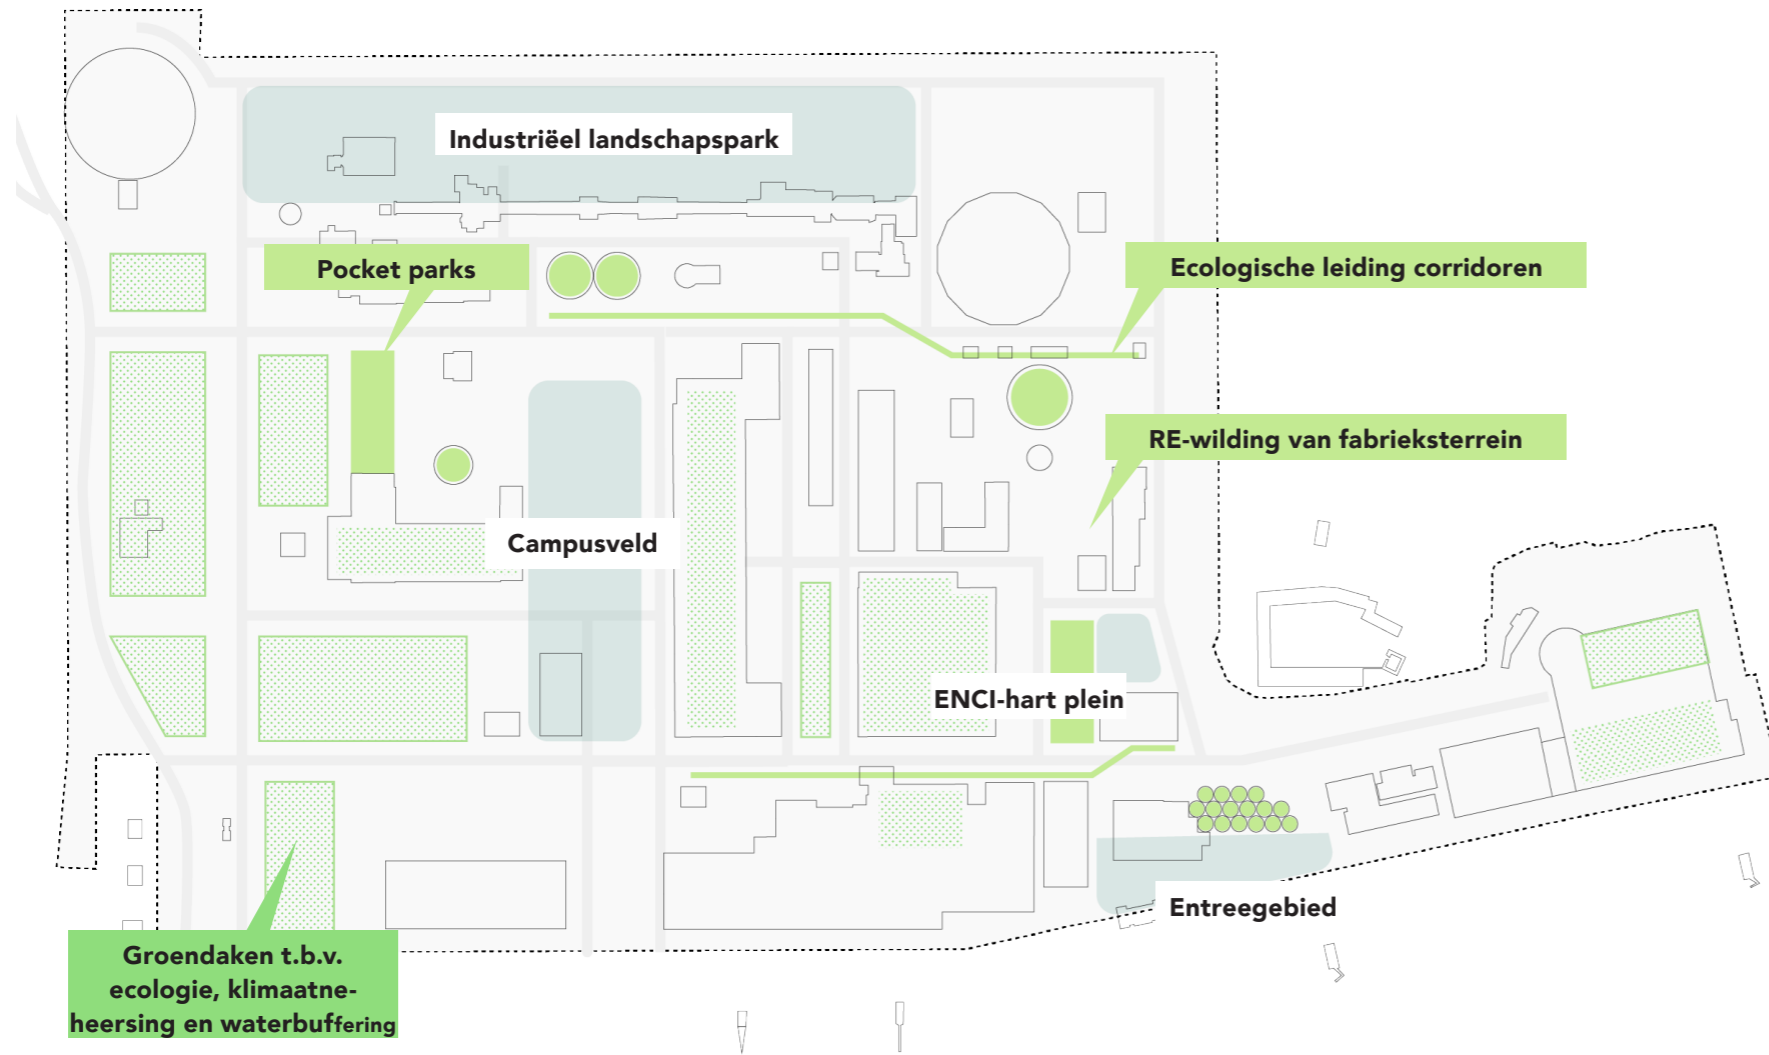 Industriëel landschapspark
Pocket parks
Ecologische leiding corridoren
RE-wilding van fabrieksterrein
Campusveld
ENCI-hart plein
Entreegebied
Groendaken t.b.v.
ecologie, klimaatne-
heersing en waterbuffering